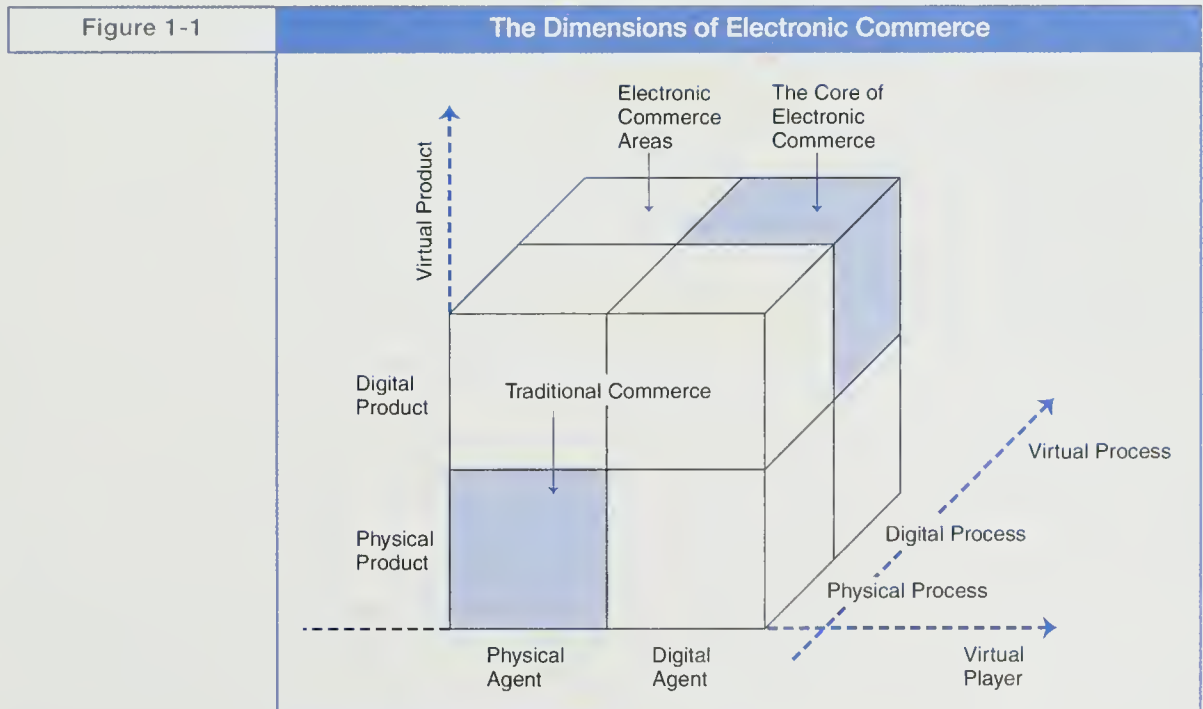 Figure 1-1
The Dimensions of Electronic Commerce
Electronic
Commerce
Areas
The Core of
Electronic
Commerce
Virtual Product
Digital
Product
Traditional Commerce
Virtual Process
Digital Process
Physical
Product
Physical Process
Physical
Agent
Digital
Agent
Virtual
Player